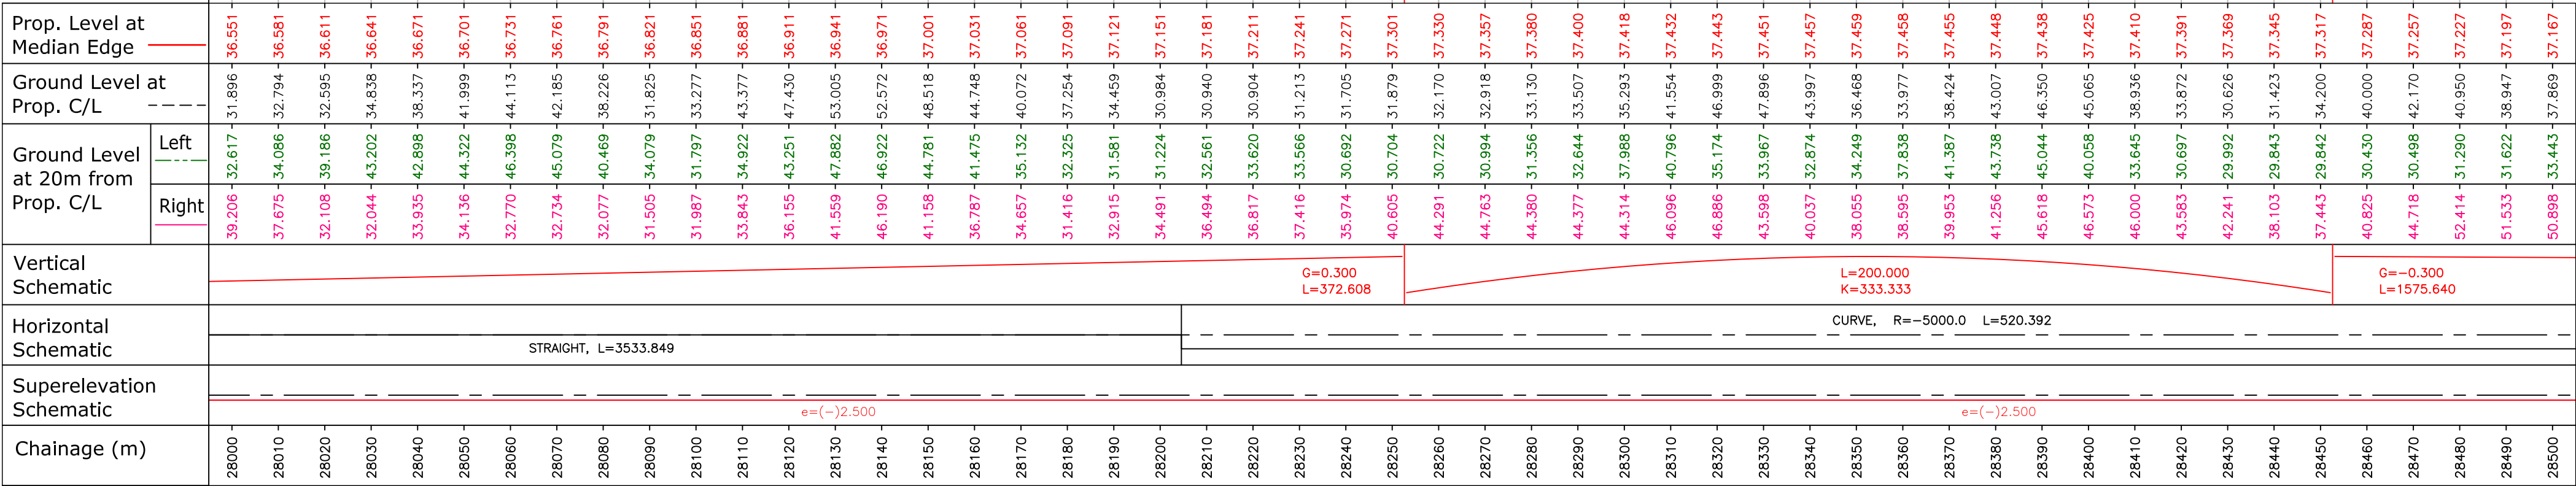 Prop. Level at
Median Edge
36.551 36.581 36.611 36.641 36.671 36.701 36.731 36.761 36.791 36.821 36.851 36.881 36.911 36.941 36.971 37.001 37.031 37.061 37.091 37.121 37.151 37.181 37.211 37.241 37.271 37.301 37.330 37.357 37.380 37.400 37.418 37.432 37.443 37.451 37.457 37.459 37.458 37.455 37.448 37.438 37.425 37.410 37.391 37.369 37.345 37.317 37.287 37.257 37.227 37.197 37.167
Ground Level at
Prop. C/L
31.896 32.794 32.595 34.838 38.337 41.999 44.113 42.185 38.226 31.825 33.277 43.377 47.430 53.005 52.572 48.518 44.748 40.072 37.254 34.459 30.984 30.940 30.904 31.213 31.705 31.879 32.170 32.918 33.130 33.507 35.293 41.554 46.999 47.896 43.997 36.468 33.977 38.424 43.007 46.350 45.065 38.936 33.872 30.626 31.423 34.200 40.000 42.170 40.950 38.947 37.869
Ground Level
at 20m from
Prop. C/L
Left
32.617 34.086 39.186 43.202 42.898 44.322 46.398 45.079 40.469 34.079 31.797 34.922 43.251 47.882 46.922 44.781 41.475 35.132 32.325 31.581 31.224 32.561 33.620 33.566 30.692 30.704 30.722 30.994 31.356 32.644 37.988 40.796 35.174 33.967 32.874 34.249 37.838 41.387 43.738 45.044 40.058 33.645 30.697 29.992 29.843 29.842 30.430 30.498 31.290 31.622 33.443
Right
39.206 37.675 32.108 32.044 33.935 34.136 32.770 32.734 32.077 31.505 31.987 33.843 36.155 41.559 46.190 41.158 36.787 34.657 31.416 32.915 34.491 36.494 36.817 37.416 35.974 40.605 44.291 44.763 44.380 44.377 44.314 46.096 46.886 43.598 40.037 38.055 38.595 39.953 41.256 45.618 46.573 46.000 43.583 42.241 38.103 37.443 40.825 44.718 52.414 51.533 50.898
Vertical
Schematic
G=0.300
L=372.608
L=200.000
K=333.333
G=-0.300
L=1575.640
Horizontal
Schematic
STRAIGHT, L=3533.849
CURVE, R=-5000.0 L=520.392
Superelevation
Schematic
e=(-)2.500
e=(-)2.500
Chainage (m)
28000 28010 28020 28030 28040 28050 28060 28070 28080 28090 28100 28110 28120 28130 28140 28150 28160 28170 28180 28190 28200 28210 28220 28230 28240 28250 28260 28270 28280 28290 28300 28310 28320 28330 28340 28350 28360 28370 28380 28390 28400 28410 28420 28430 28440 28450 28460 28470 28480 28490 28500